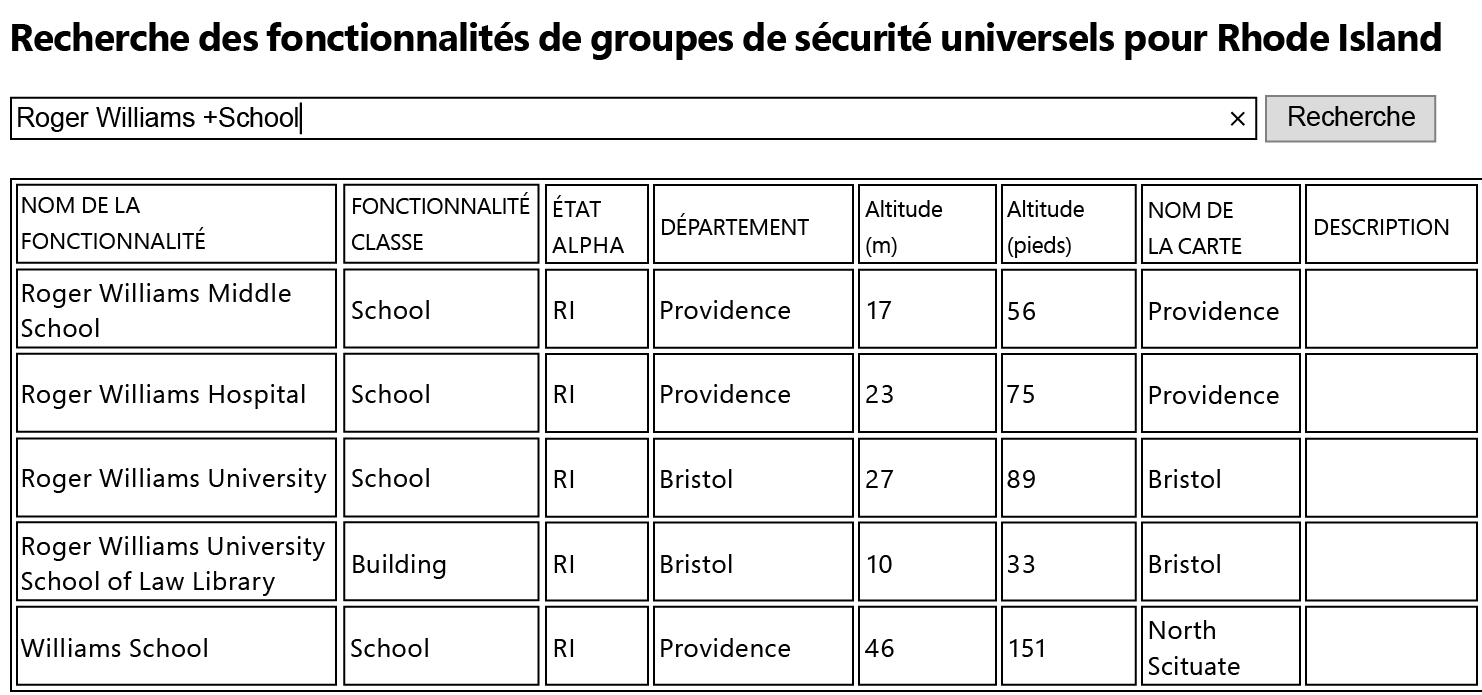 Recherche des fonctionnalités de groupes de sécurité universels pour Rhode Island
Roger Williams +School × Recherche
NOM DE LA FONCTIONNALITÉ FONCTIONNALITÉ CLASSE ÉTAT ALPHA DÉPARTEMENT Altitude (m) Altitude (pieds) NOM DE LA CARTE DESCRIPTION
Roger Williams Middle School School RI Providence 17 56 Providence
Roger Williams Hospital School RI Providence 23 75 Providence
Roger Williams University School RI Bristol 27 89 Bristol
Roger Williams University School of Law Library Building RI Bristol 10 33 Bristol
Williams School School RI Providence 46 151 North Scituate